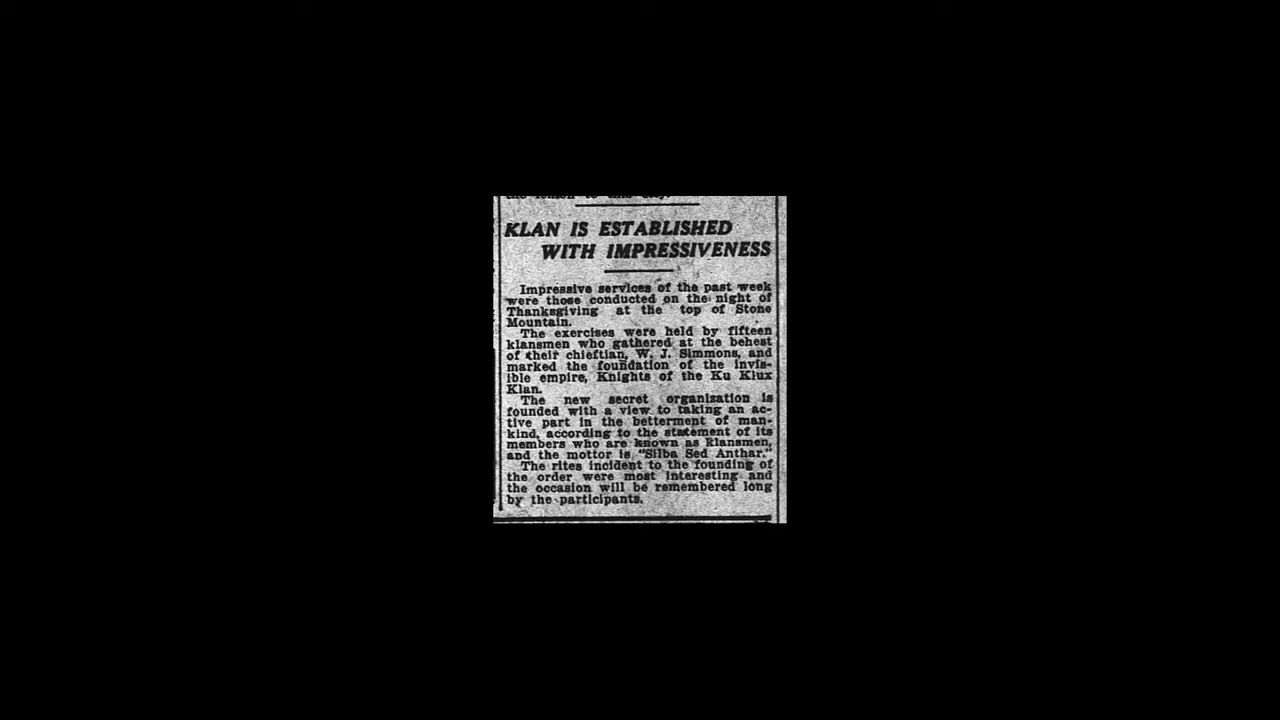 KLAN IS ESTABLISHED
WITH IMPRESSIVENESS
Impressive services of the past week
were those conducted on the night of
Thanksgiving at the top of Stone
Mountain.
The exercises were held by fifteen
klansmen who gathered at the behest
of their chieftian, W. J. Simmons, and
marked the foundation of the invis-
ible empire, Knights of the Ku Klux
Klan.
The new secret organization is
founded with a view to taking an ac-
tive part in the betterment of man-
kind, according to the statement of its
members who are known as klansmen,
and the mottor is "Silba Sed Anthar."
The rites incident to the founding of
the order were most interesting and
the occasion will be remembered long
by the participants.